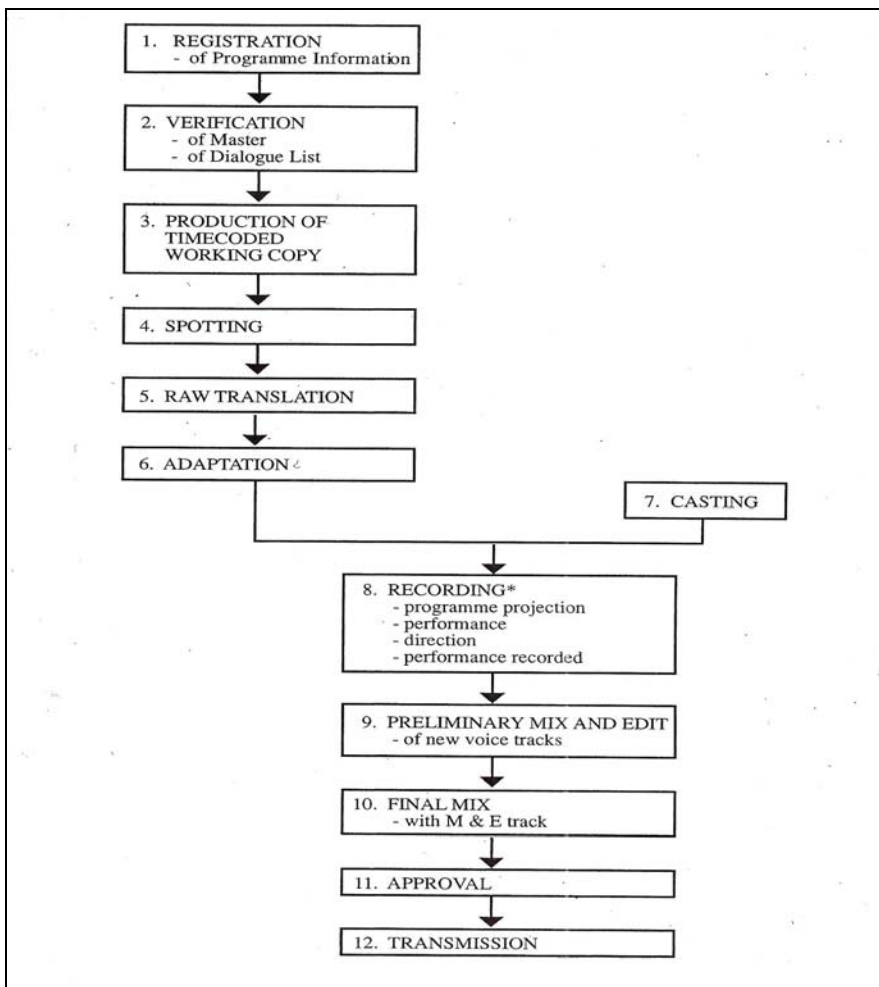 1. REGISTRATION
- of Programme Information
2. VERIFICATION
- of Master
- of Dialogue List
3. PRODUCTION OF
TIMECODED
WORKING COPY
4. SPOTTING
5. RAW TRANSLATION
6. ADAPTATION
7. CASTING
8. RECORDING*
- programme projection
- performance
- direction
- performance recorded
9. PRELIMINARY MIX AND EDIT
- of new voice tracks
10. FINAL MIX
- with M & E track
11. APPROVAL
12. TRANSMISSION